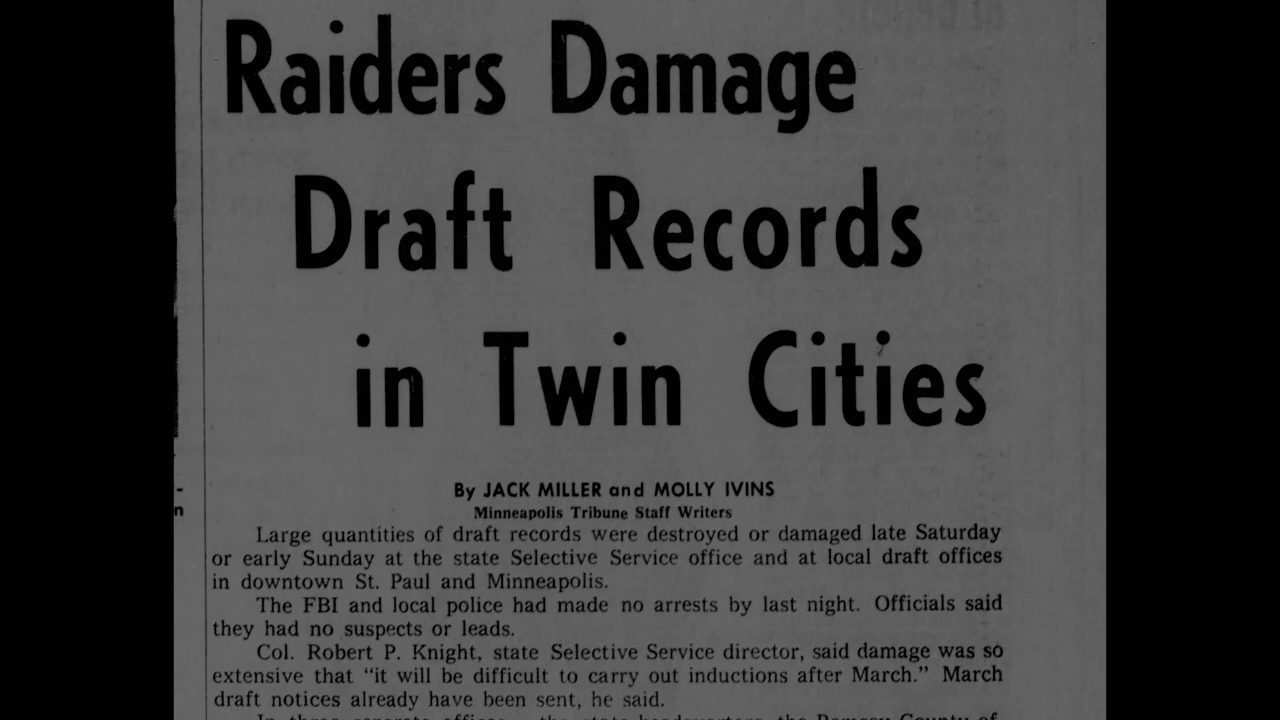 Raiders Damage
Draft Records
in Twin Cities
By JACK MILLER and MOLLY IVINS
Minneapolis Tribune Staff Writers
Large quantities of draft records were destroyed or damaged late Saturday
or early Sunday at the state Selective Service office and at local draft offices
in downtown St. Paul and Minneapolis.
The FBI and local police had made no arrests by last night. Officials said
they had no suspects or leads.
Col. Robert P. Knight, state Selective Service director, said damage was so
extensive that “it will be difficult to carry out inductions after March.” March
draft notices already have been sent, he said.
-
n